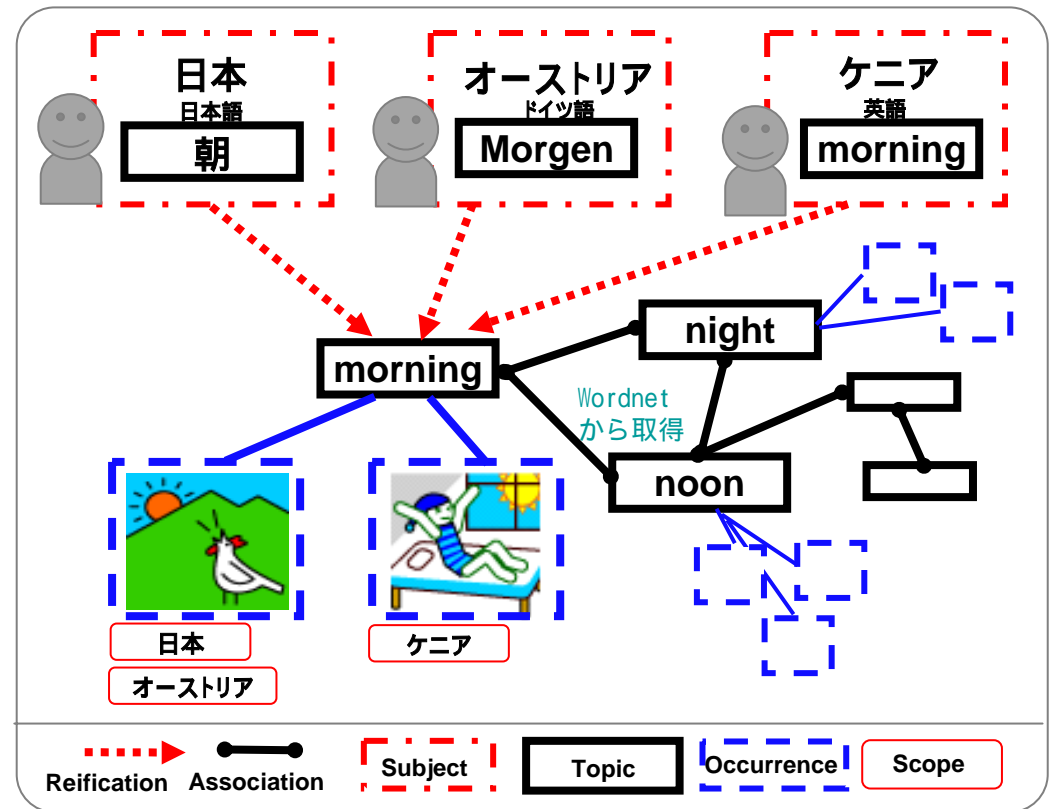 日本
日本語
朝
オーストリア
ドイツ語
Morgen
ケニア
英語
morning
morning
night
Wordnet
から取得
noon
日本
オーストリア
ケニア
Reification
Association
Subject
Topic
Occurrence
Scope